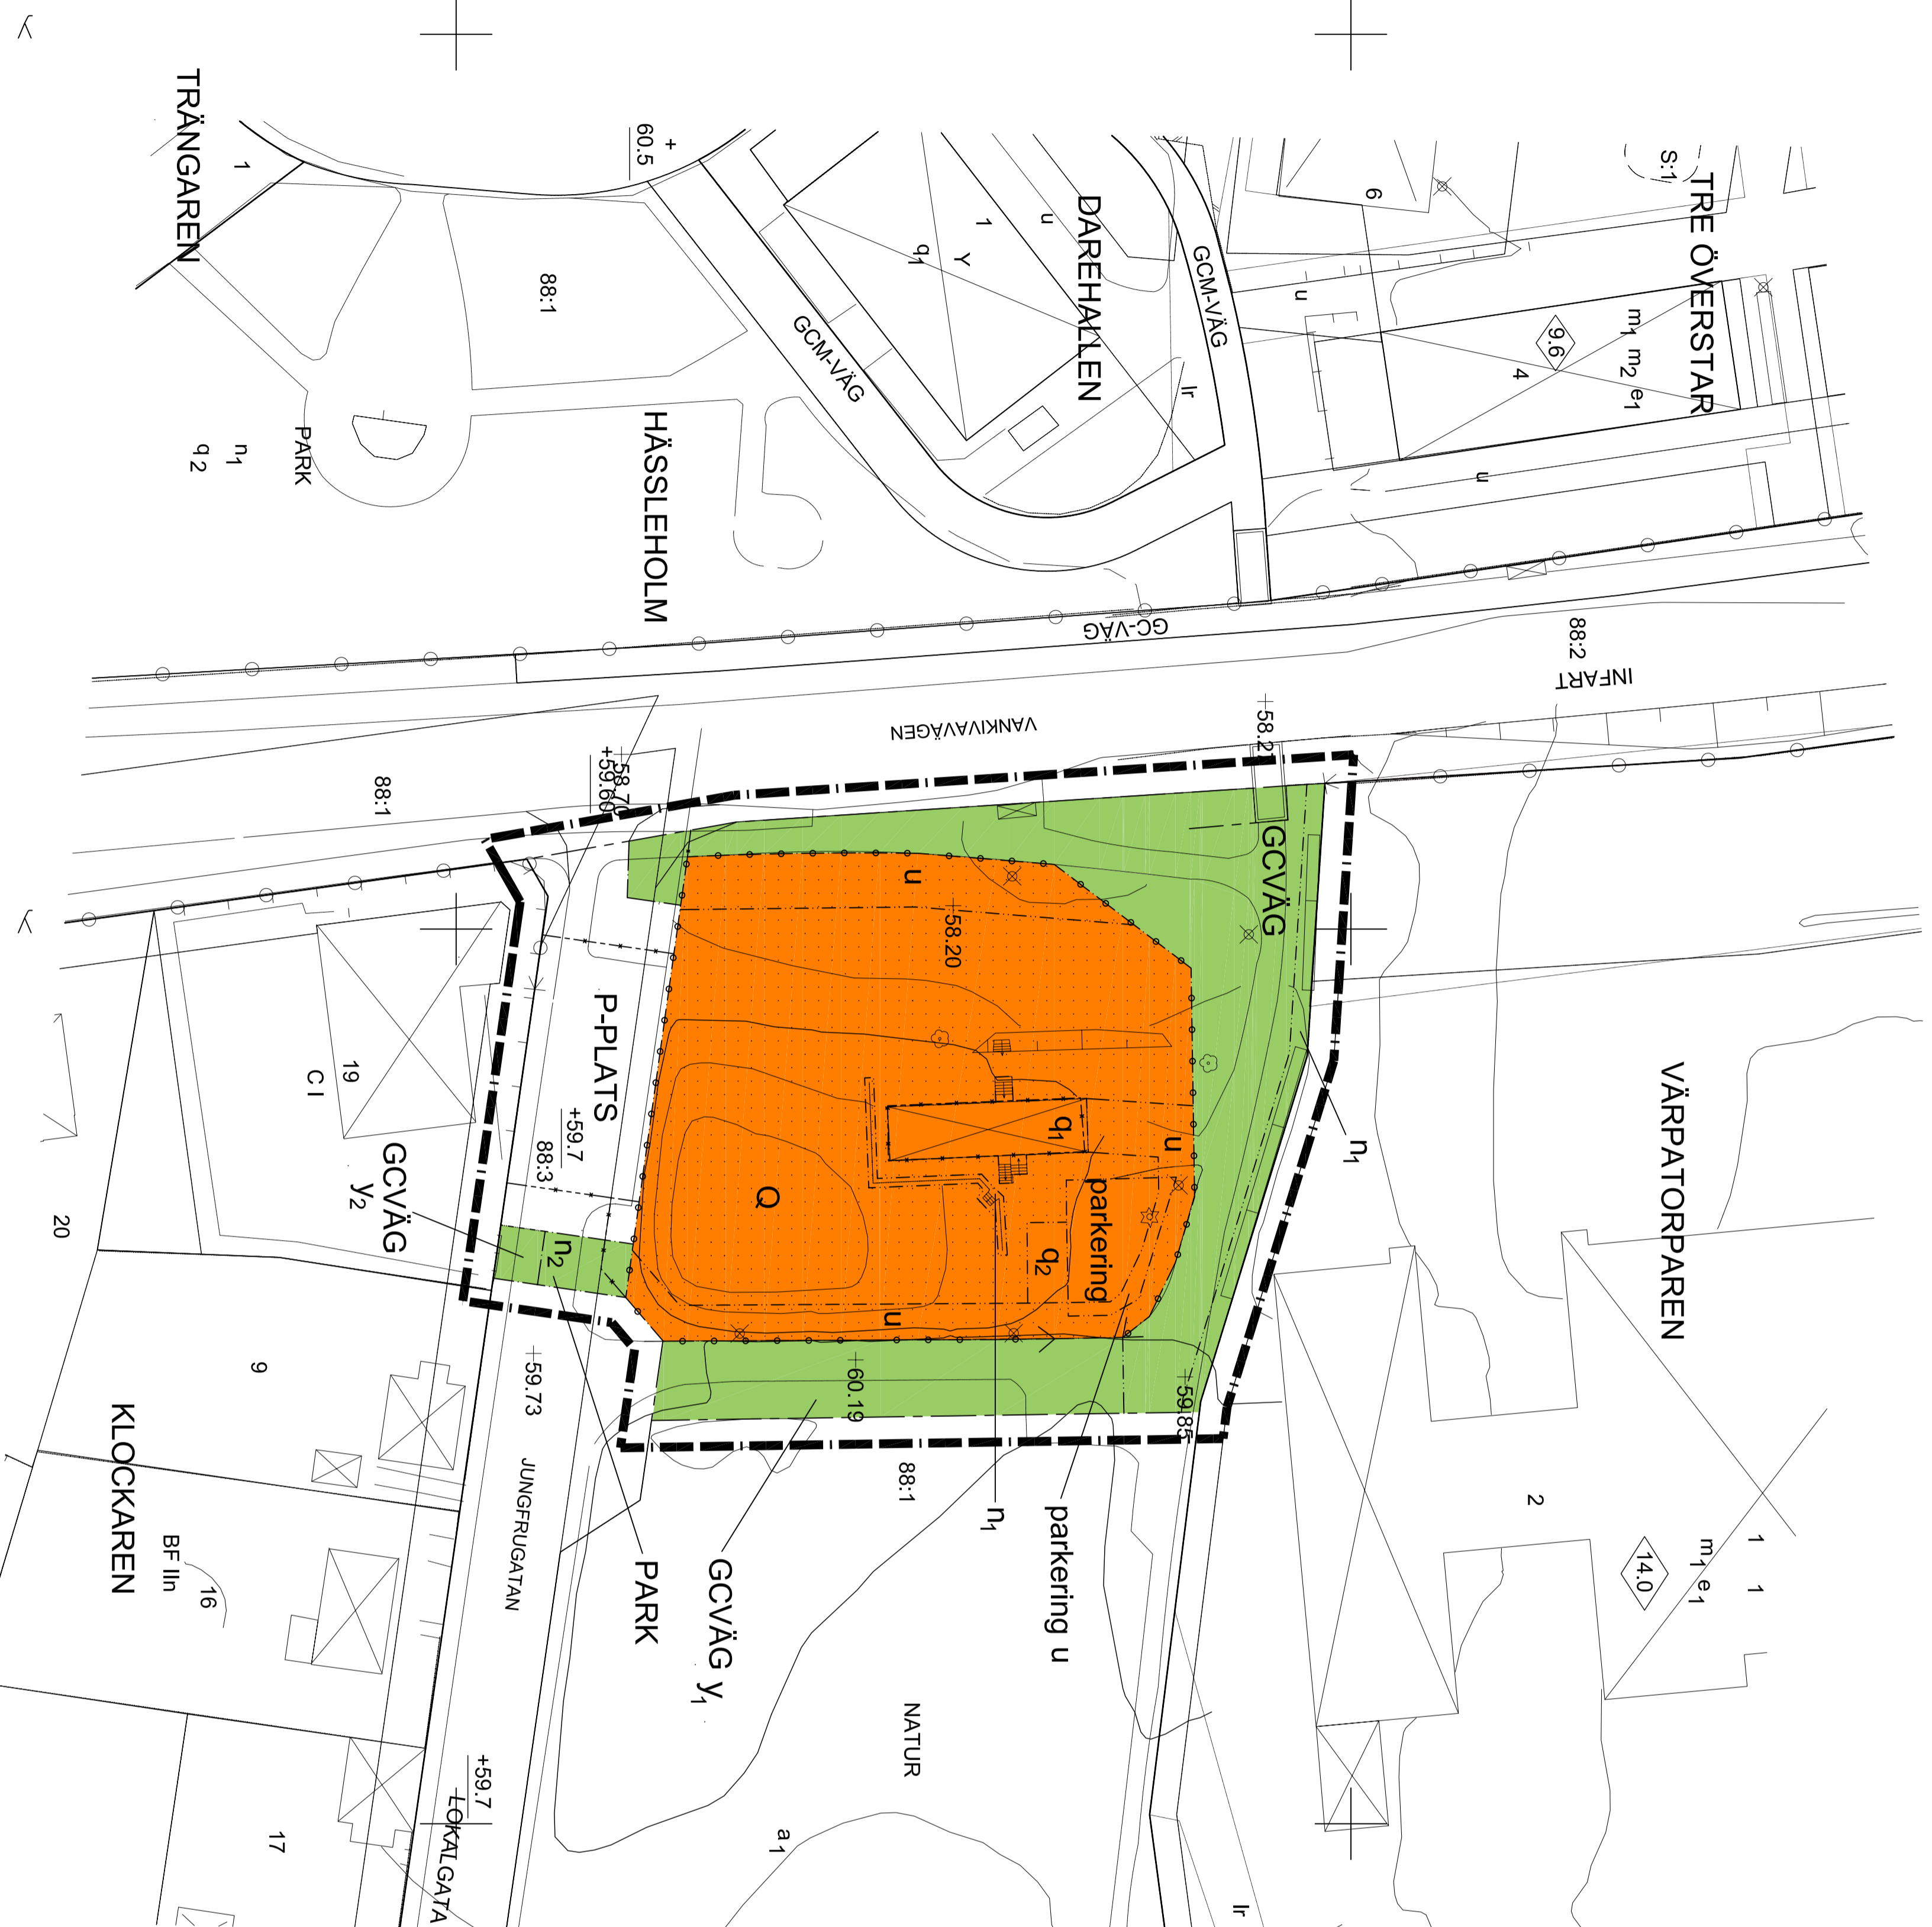 TRÄNGAREN
1
88:1
+
60.5
PARK
n1
q2
HÄSSLEHOLM
GCM-VÄG
1
Y
q1
u
DAREHALLEN
GCM-VÄG
lr
6
S:1
TRE ÖVERSTAR
u
m1 m2 e1
9.6
4
u
GC-VÄG
88:2
INFART
VANKIVAVÄGEN
58.21
+59.60
88:1
GCVÄG
u
58.20
P-PLATS
+59.7
88:3
19
C I
GCVÄG
y2
n2
20
Q
q1
u
parkering
q2
u
n1
VÄRPATORPAREN
60.19
59.85
59.73
88:1
n1
parkering u
GCVÄG y1
PARK
JUNGFRUGATAN
9
KLOCKAREN
BF IIn
16
2
14.0
m1 e1
1 1
NATUR
a1
+59.7
LOKALGATA
17
lr